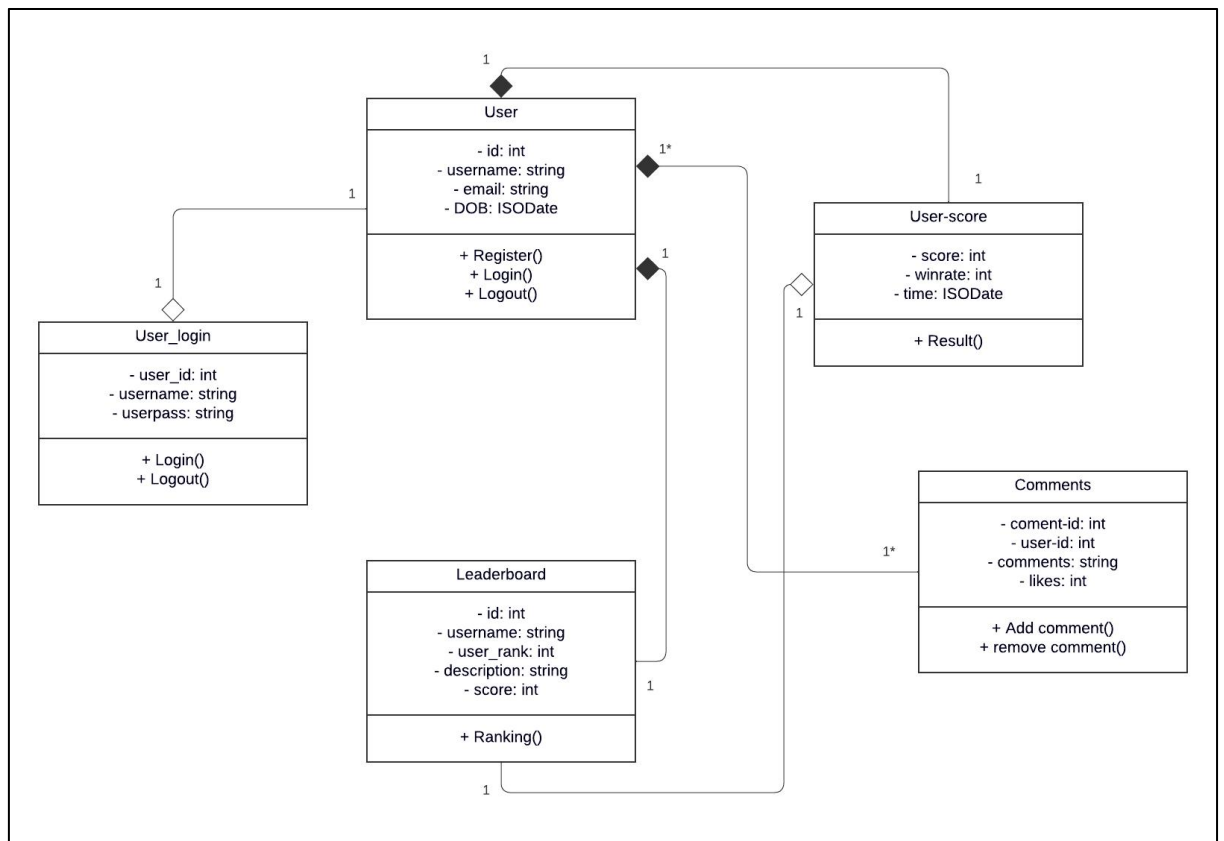 1
User
- id: int
- username: string
- email: string
- DOB: ISODate
+ Register()
+ Login()
+ Logout()
1*
1
1
1
1
User-score
- score: int
- winrate: int
- time: ISODate
+ Result()
1
User_login
- user_id: int
- username: string
- userpass: string
+ Login()
+ Logout()
Comments
- coment-id: int
- user-id: int
- comments: string
- likes: int
+ Add comment()
+ remove comment()
1*
Leaderboard
- id: int
- username: string
- user_rank: int
- description: string
- score: int
+ Ranking()
1
1